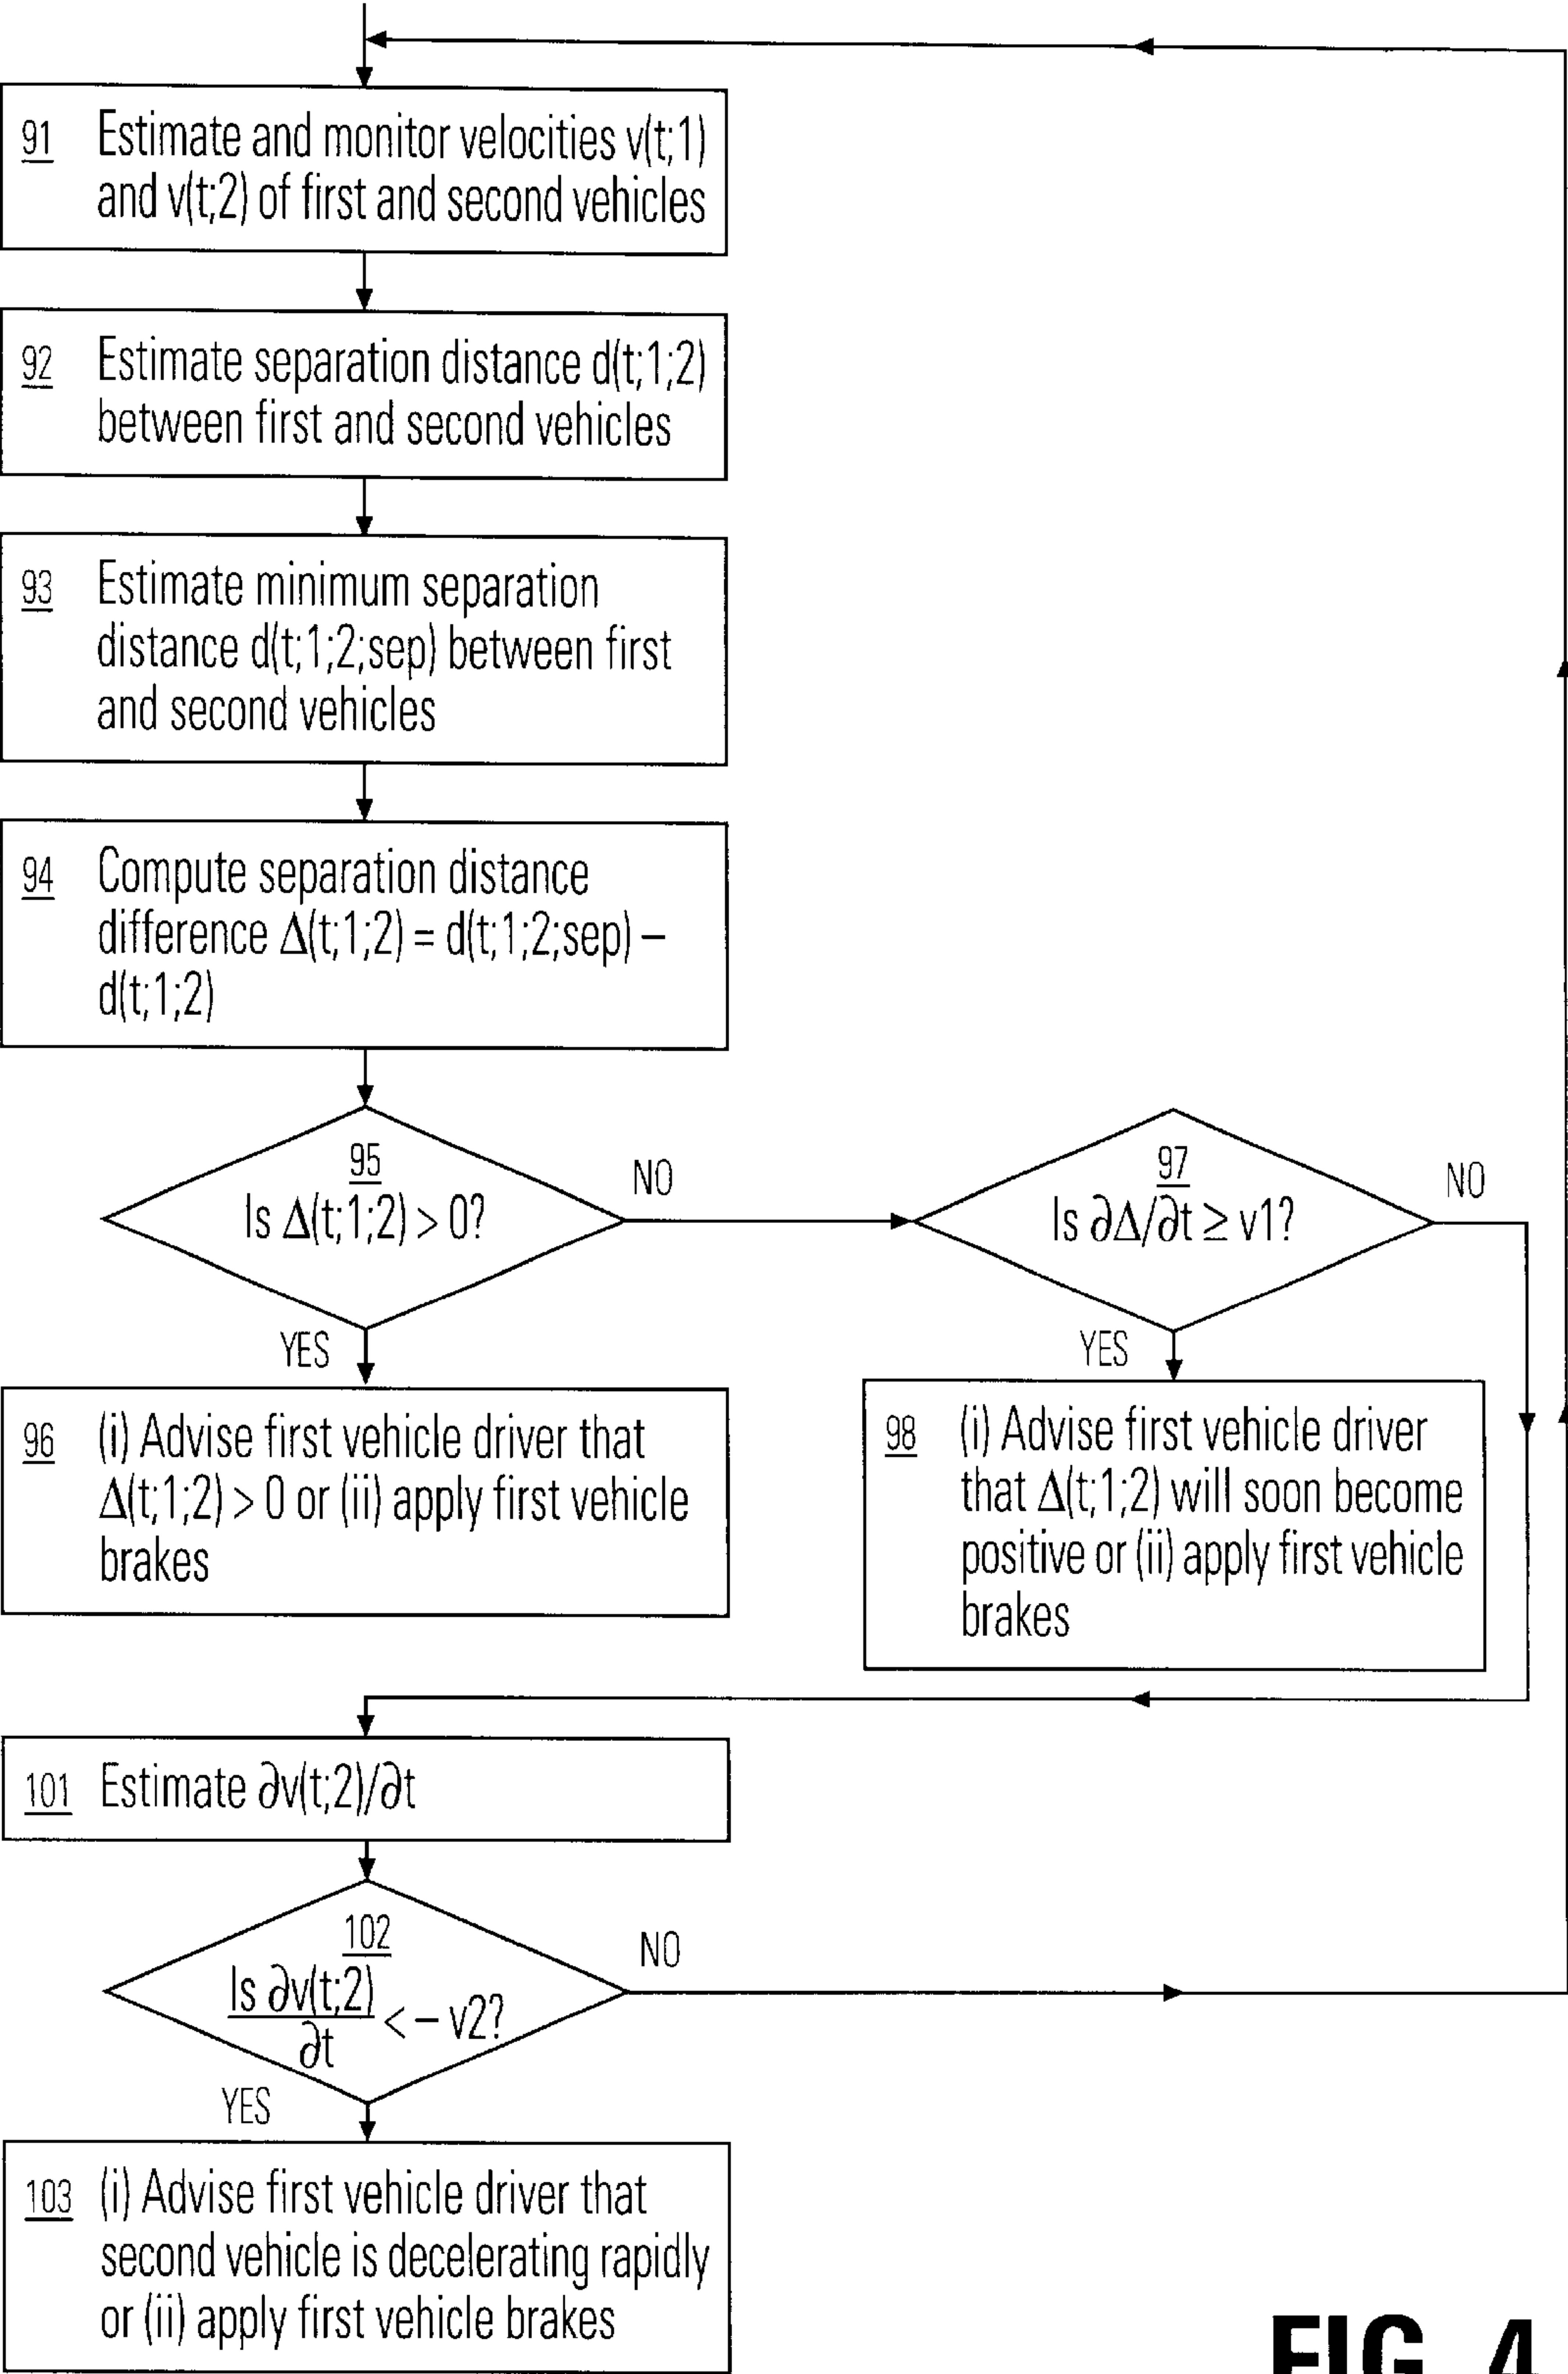 91 Estimate and monitor velocities v(t;1)
and v(t;2) of first and second vehicles
92 Estimate separation distance d(t;1;2)
between first and second vehicles
93 Estimate minimum separation
distance d(t;1;2;sep) between first
and second vehicles
94 Compute separation distance
difference Δ(t;1;2) = d(t;1;2;sep) –
d(t;1;2)
95
Is Δ(t;1;2) > 0?
NO
YES
97
Is ∂Δ/∂t ≥ v1?
NO
YES
96 (i) Advise first vehicle driver that
Δ(t;1;2) > 0 or (ii) apply first vehicle
brakes
98 (i) Advise first vehicle driver
that Δ(t;1;2) will soon become
positive or (ii) apply first vehicle
brakes
101 Estimate ∂v(t;2)/∂t
102
Is ∂v(t;2)
∂t < – v2?
NO
YES
103 (i) Advise first vehicle driver that
second vehicle is decelerating rapidly
or (ii) apply first vehicle brakes
FIG. 4